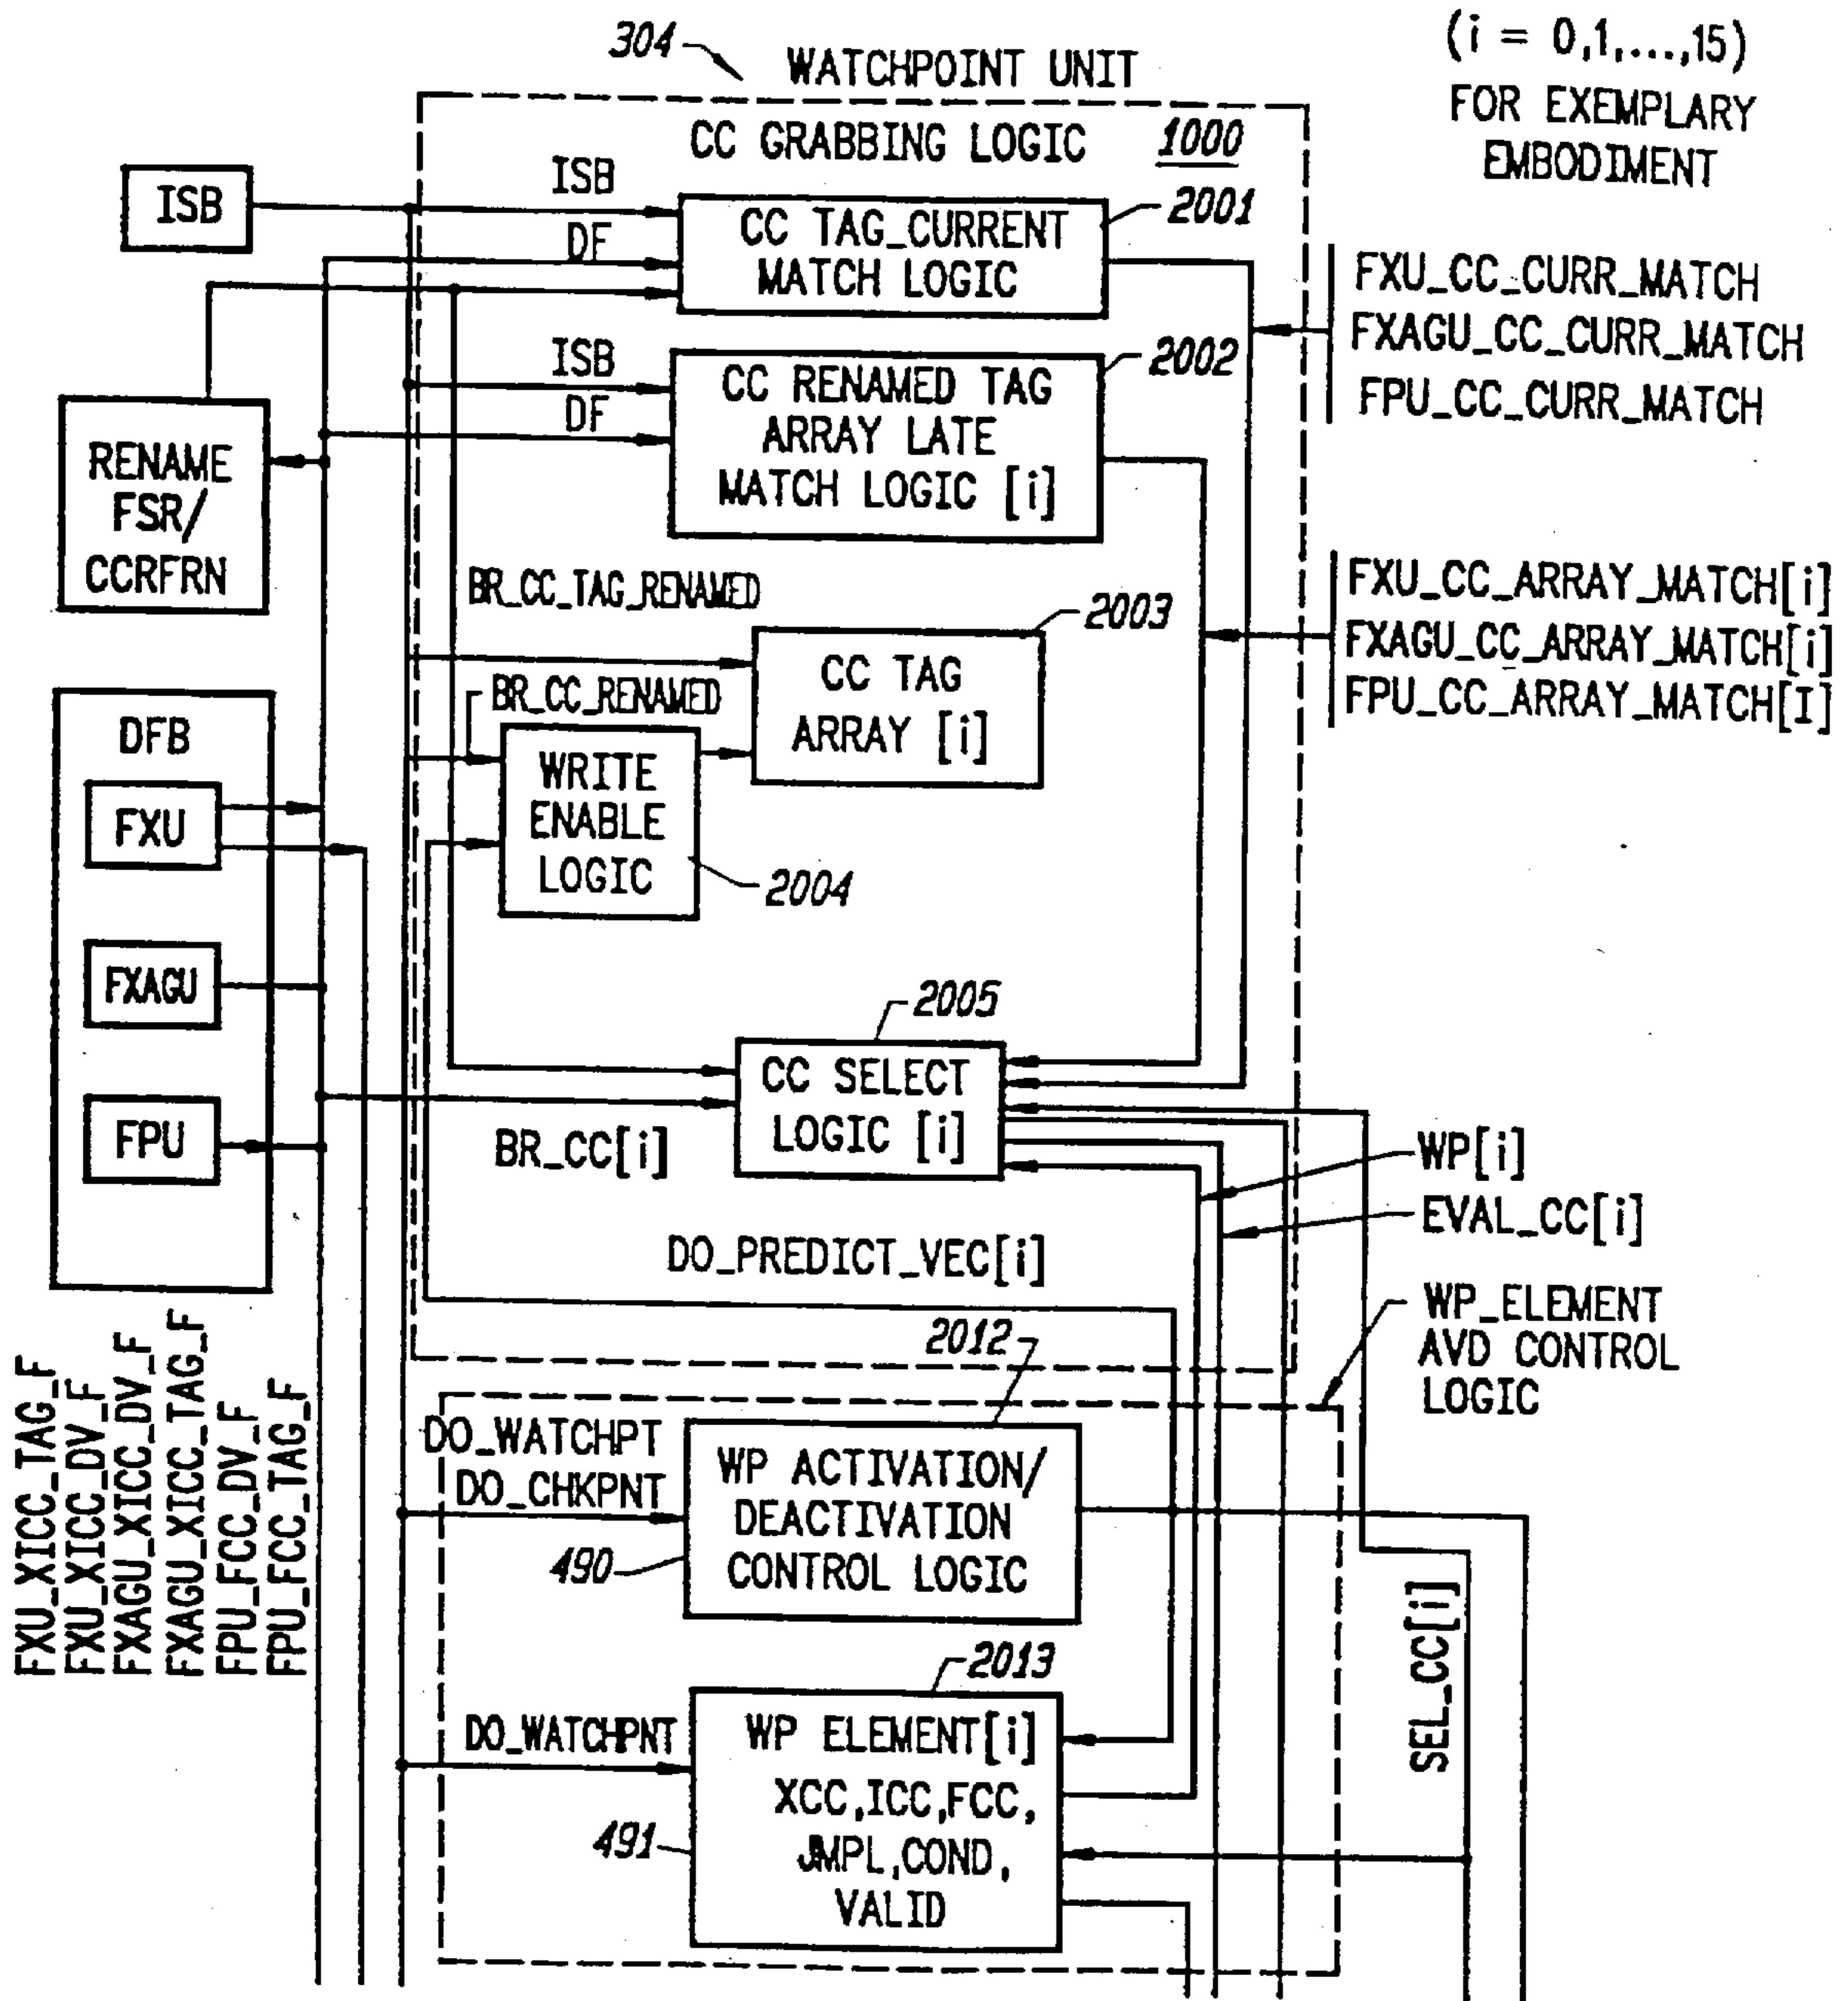 304
WATCHPOINT UNIT
(i = 0,1,...,15)
FOR EXEMPLARY
EMBODIMENT
CC GRABBING LOGIC
1000
ISB
ISB
DF
CC TAG_CURRENT
MATCH LOGIC
2001
FXU_CC_CURR_MATCH
FXAGU_CC_CURR_MATCH
FPU_CC_CURR_MATCH
ISB
DF
CC RENAMED TAG
ARRAY LATE
MATCH LOGIC [i]
2002
RENAME
FSR/
CCRFRN
FXU_CC_ARRAY_MATCH[i]
FXAGU_CC_ARRAY_MATCH[i]
FPU_CC_ARRAY_MATCH[I]
BR_CC_TAG_RENAMED
2003
CC TAG
ARRAY [i]
BR_CC_RENAMED
WRITE
ENABLE
LOGIC
2004
DFB
FXU
FXAGU
FPU
2005
CC SELECT
LOGIC [i]
BR_CC[i]
WP[i]
EVAL_CC[i]
DO_PREDICT_VEC[i]
WP_ELEMENT
AVD CONTROL
LOGIC
FXU_XICC_TAG_F
FXU_XICC_DV_F
FXAGU_XICC_DV_F
FXAGU_XICC_TAG_F
FPU_FCC_DV_F
FPU_FCC_TAG_F
2012
DO_WATCHPT
DO_CHKPNT
WP ACTIVATION/
DEACTIVATION
CONTROL LOGIC
490
SEL_CC[i]
2013
DO_WATCHPNT
WP ELEMENT[i]
XCC,ICC,FCC,
JMPL,COND,
VALID
491